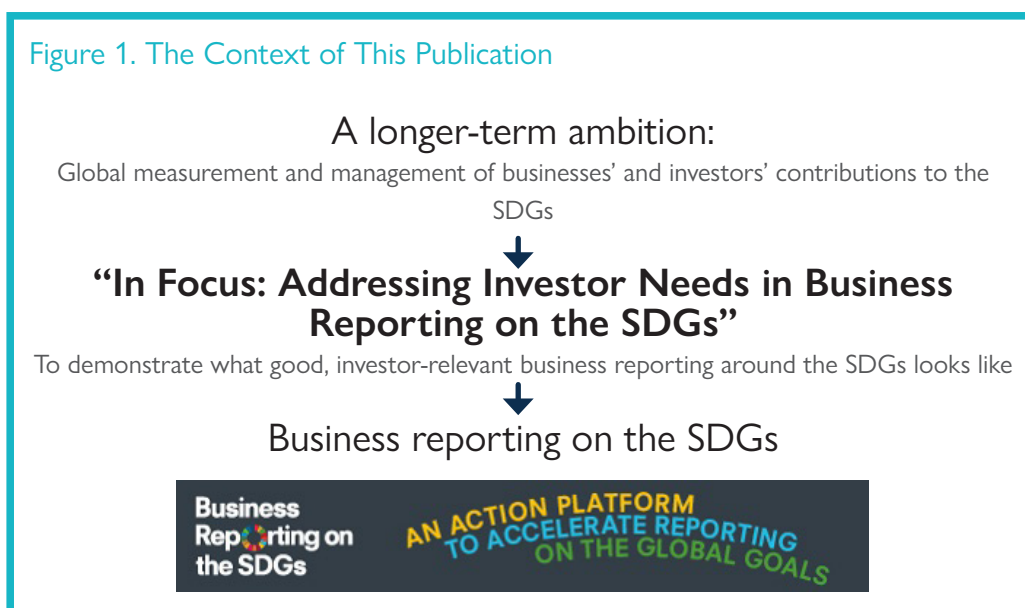 Figure 1. The Context of This Publication
A longer-term ambition:
Global measurement and management of businesses’ and investors’ contributions to the
SDGs
“In Focus: Addressing Investor Needs in Business
Reporting on the SDGs”
To demonstrate what good, investor-relevant business reporting around the SDGs looks like
Business reporting on the SDGs
Business
Reporting on
the SDGs
AN ACTION PLATFORM
TO ACCELERATE REPORTING
ON THE GLOBAL GOALS